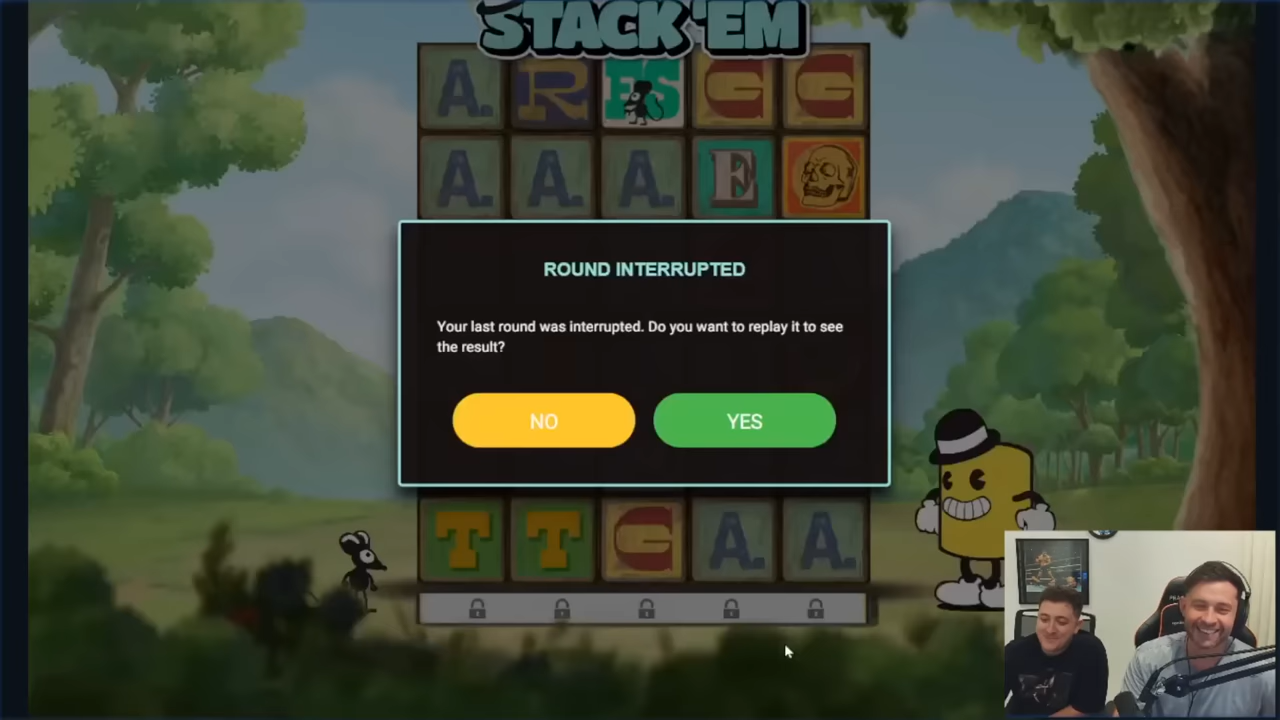 STACK 'EM
A. R ES C C
A. A. A. E
ROUND INTERRUPTED
Your last round was interrupted. Do you want to replay it to see
the result?
NO YES
T T C A. A.